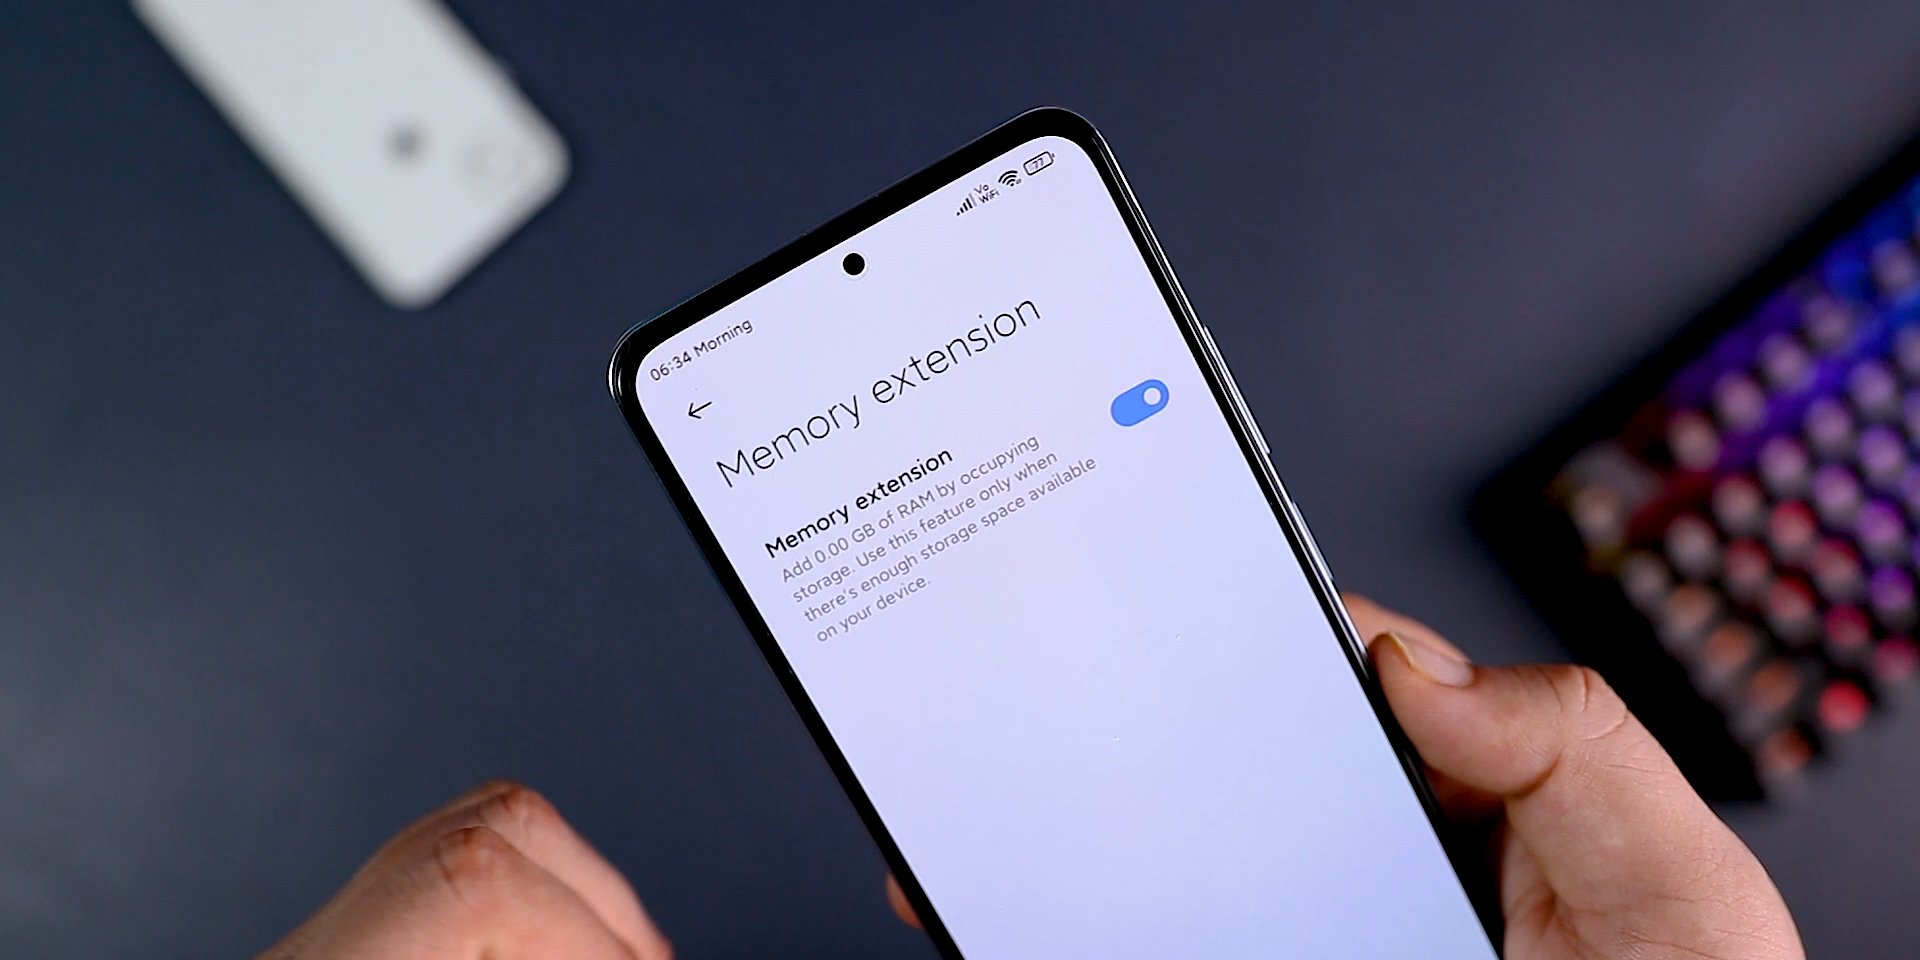 06:34 Morning
Vo
WiFi
77
Memory extension
Memory extension
Add 0.00 GB of RAM by occupying
storage. Use this feature only when
there's enough storage space available
on your device.